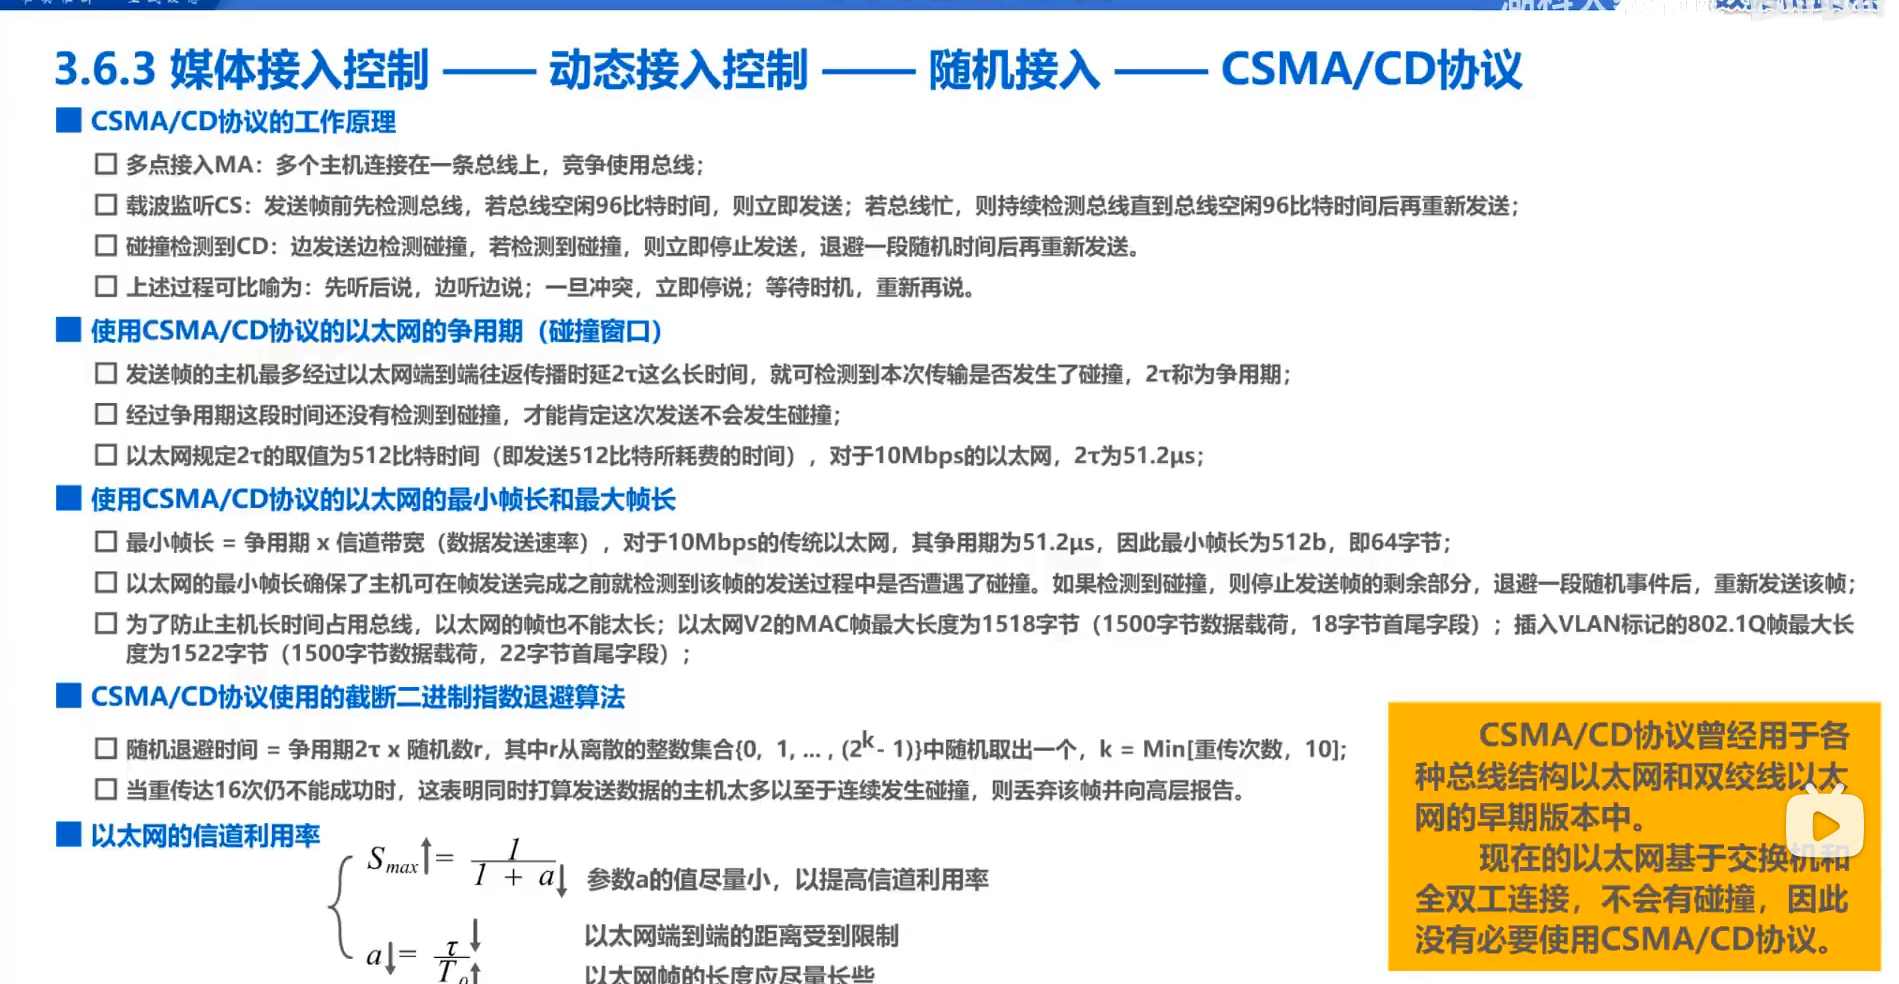 3.6.3 媒体接入控制 —— 动态接入控制 —— 随机接入 —— CSMA/CD协议
CSMA/CD协议的工作原理
多点接入MA：多个主机连接在一条总线上，竞争使用总线；
载波监听CS：发送帧前先检测总线，若总线空闲96比特时间，则立即发送；若总线忙，则持续检测总线直到总线空闲96比特时间后再重新发送；
碰撞检测到CD：边发送边检测碰撞，若检测到碰撞，则立即停止发送，退避一段随机时间后再重新发送。
上述过程可比喻为：先听后说，边听边说；一旦冲突，立即停说；等待时机，重新再说。
使用CSMA/CD协议的以太网的争用期（碰撞窗口）
发送帧的主机最多经过以太网端到端往返传播时延2τ这么长时间，就可检测到本次传输是否发生了碰撞，2τ称为争用期；
经过争用期这段时间还没有检测到碰撞，才能肯定这次发送不会发生碰撞；
以太网规定2τ的取值为512比特时间（即发送512比特所耗费的时间），对于10Mbps的以太网，2τ为51.2μs；
使用CSMA/CD协议的以太网的最小帧长和最大帧长
最小帧长 = 争用期 x 信道带宽（数据发送速率），对于10Mbps的传统以太网，其争用期为51.2μs，因此最小帧长为512b，即64字节；
以太网的最小帧长确保了主机可在帧发送完成之前就检测到该帧的发送过程中是否遭遇了碰撞。如果检测到碰撞，则停止发送帧的剩余部分，退避一段随机事件后，重新发送该帧；
为了防止主机长时间占用总线，以太网的帧也不能太长；以太网V2的MAC帧最大长度为1518字节（1500字节数据载荷，18字节首尾字段）；插入VLAN标记的802.1Q帧最大长
度为1522字节（1500字节数据载荷，22字节首尾字段）；
CSMA/CD协议使用的截断二进制指数退避算法
随机退避时间 = 争用期2τ x 随机数r，其中r从离散的整数集合{0，1, ... , (2^k - 1)}中随机取出一个，k = Min[重传次数，10];
当重传达16次仍不能成功时，这表明同时打算发送数据的主机太多以至于连续发生碰撞，则丢弃该帧并向高层报告。
以太网的信道利用率
Smax↑= 1 / 1 + a↓ 参数a的值尽量小，以提高信道利用率
a↓= τ↓ / T0↑ 以太网端到端的距离受到限制
以太网帧的长度应尽量长些
CSMA/CD协议曾经用于各
种总线结构以太网和双绞线以太
网的早期版本中。
现在的以太网基于交换机和
全双工连接，不会有碰撞，因此
没有必要使用CSMA/CD协议。